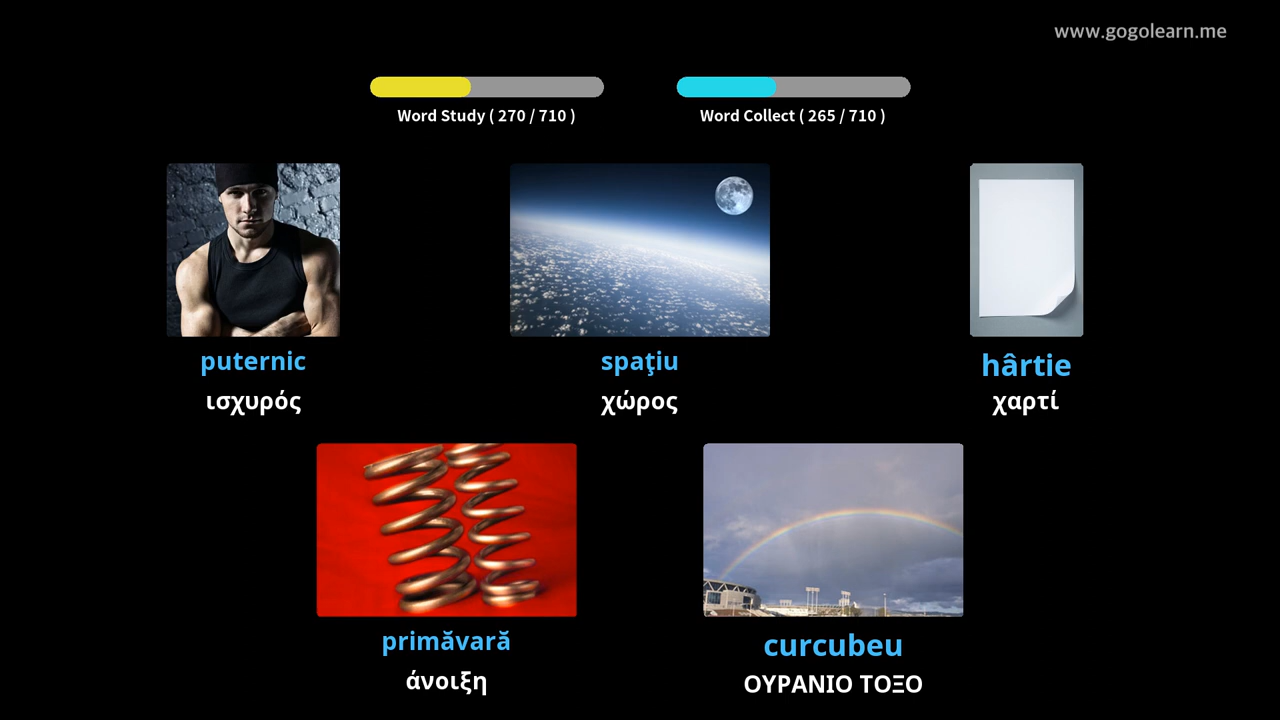 www.gogolearn.me
Word Study ( 270 / 710 )
Word Collect ( 265 / 710 )
puternic
ισχυρός
spaţiu
χώρος
hârtie
χαρτί
primăvară
άνοιξη
curcubeu
ΟΥΡΑΝΙΟ ΤΟΞΟ